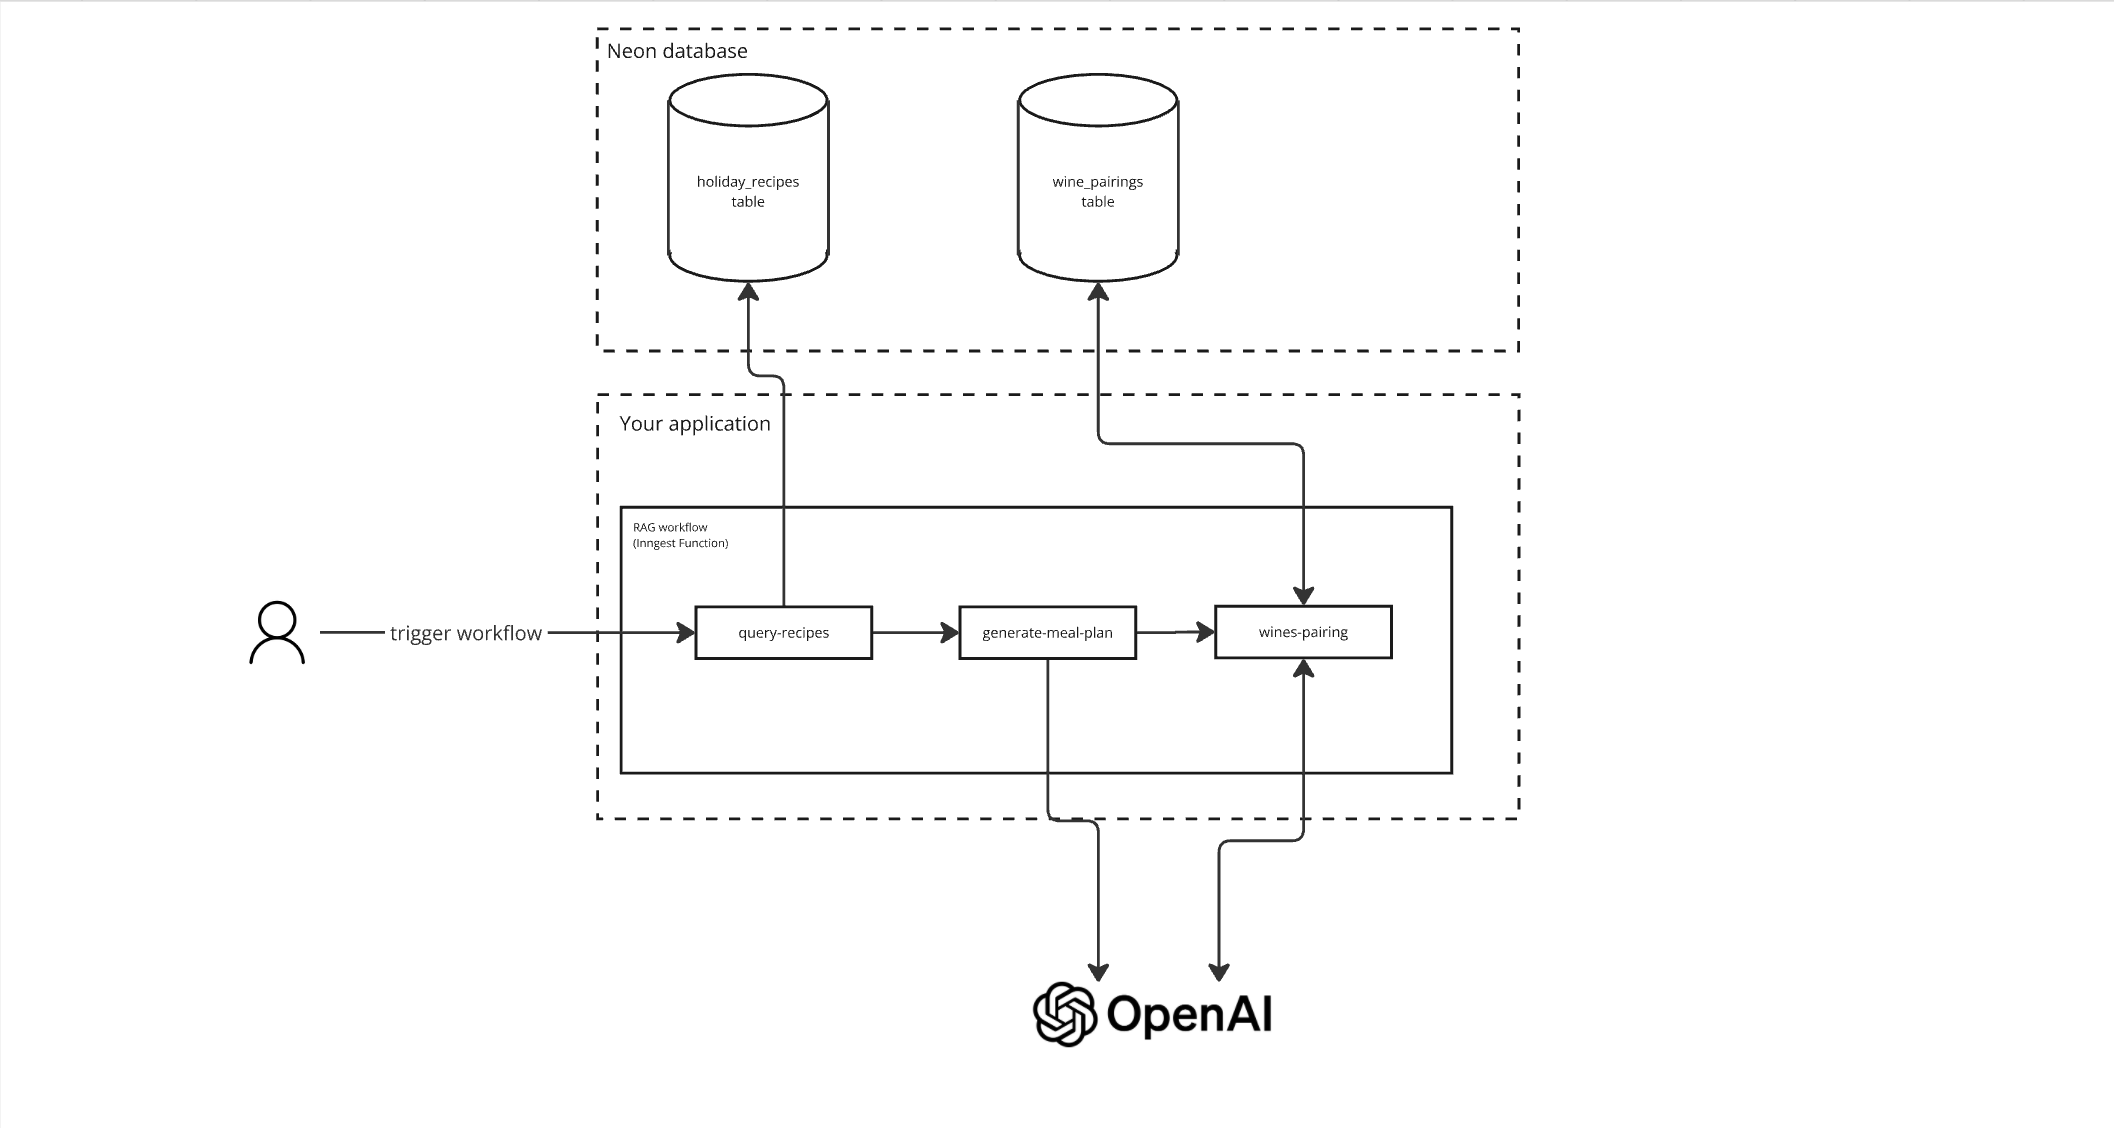 Neon database
holiday_recipes
table
wine_pairings
table
Your application
RAG workflow
(Inngest Function)
trigger workflow
query-recipes
generate-meal-plan
wines-pairing
OpenAI